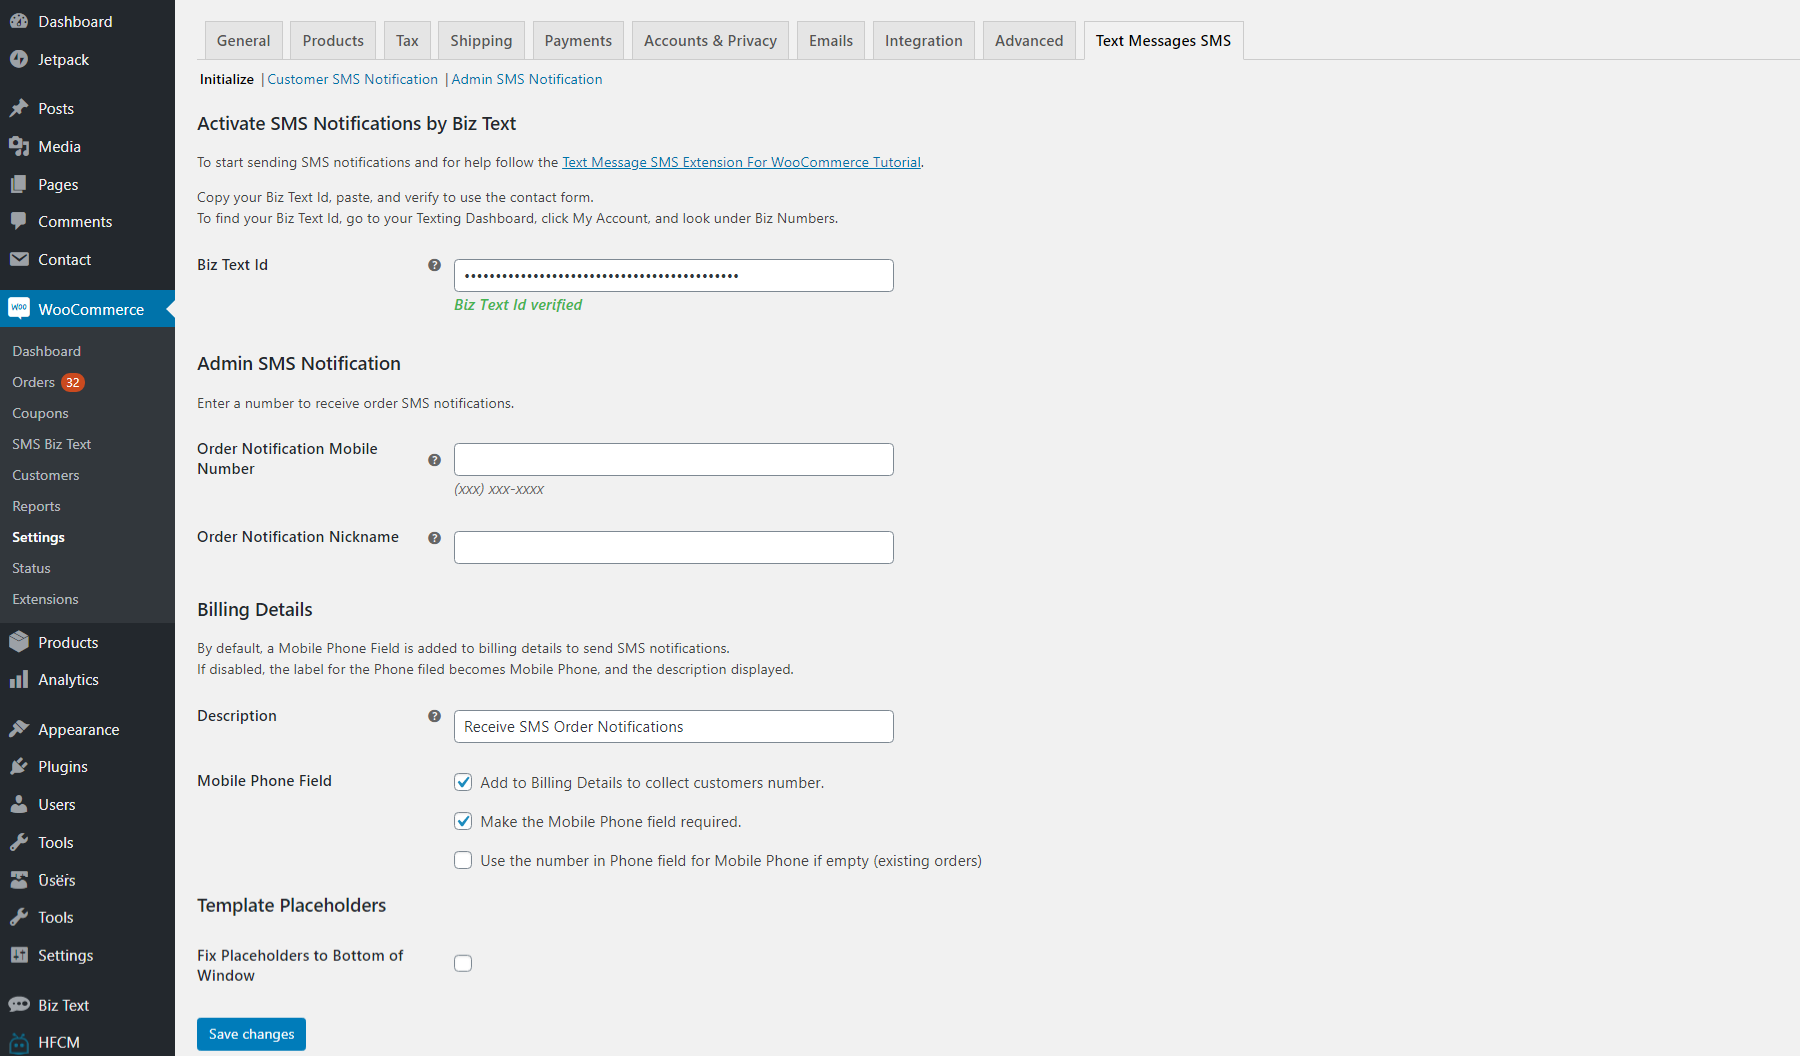 Dashboard
Jetpack
Posts
Media
Pages
Comments
Contact
WooCommerce
Dashboard
Orders 32
Coupons
SMS Biz Text
Customers
Reports
Settings
Status
Extensions
Products
Analytics
Appearance
Plugins
Users
Tools
Users
Tools
Settings
Biz Text
HFCM
General
Products
Tax
Shipping
Payments
Accounts & Privacy
Emails
Integration
Advanced
Text Messages SMS
Initialize | Customer SMS Notification | Admin SMS Notification
Activate SMS Notifications by Biz Text
To start sending SMS notifications and for help follow the Text Message SMS Extension For WooCommerce Tutorial.
Copy your Biz Text Id, paste, and verify to use the contact form.
To find your Biz Text Id, go to your Texting Dashboard, click My Account, and look under Biz Numbers.
Biz Text Id
Biz Text Id verified
Admin SMS Notification
Enter a number to receive order SMS notifications.
Order Notification Mobile
Number
(xxx) xxx-xxxx
Order Notification Nickname
Billing Details
By default, a Mobile Phone Field is added to billing details to send SMS notifications.
If disabled, the label for the Phone filed becomes Mobile Phone, and the description displayed.
Description
Receive SMS Order Notifications
Mobile Phone Field
Add to Billing Details to collect customers number.
Make the Mobile Phone field required.
Use the number in Phone field for Mobile Phone if empty (existing orders)
Template Placeholders
Fix Placeholders to Bottom of
Window
Save changes